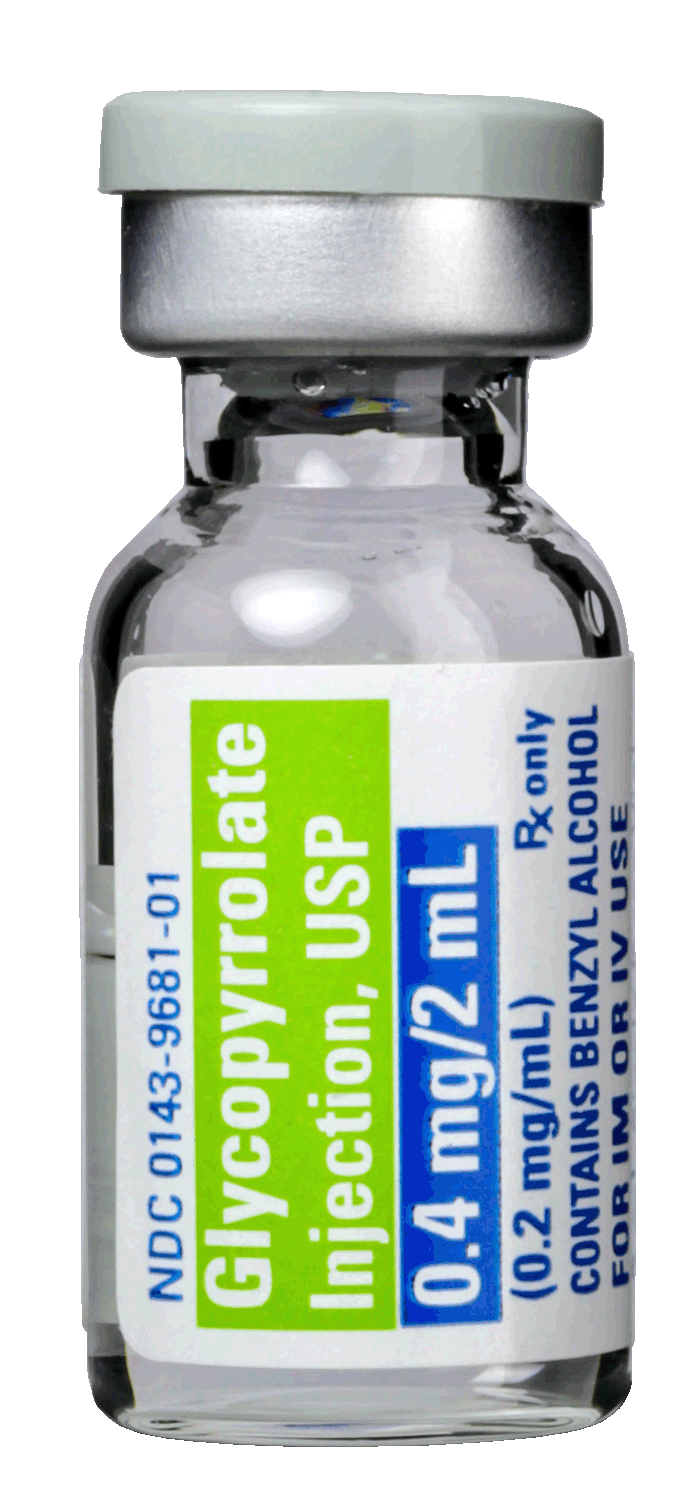 NDC 0143-9681-01
Glycopyrrolate
Injection, USP
0.4 mg/2 mL
(0.2 mg/mL) Rx only
CONTAINS BENZYL ALCOHOL
FOR IM OR IV USE